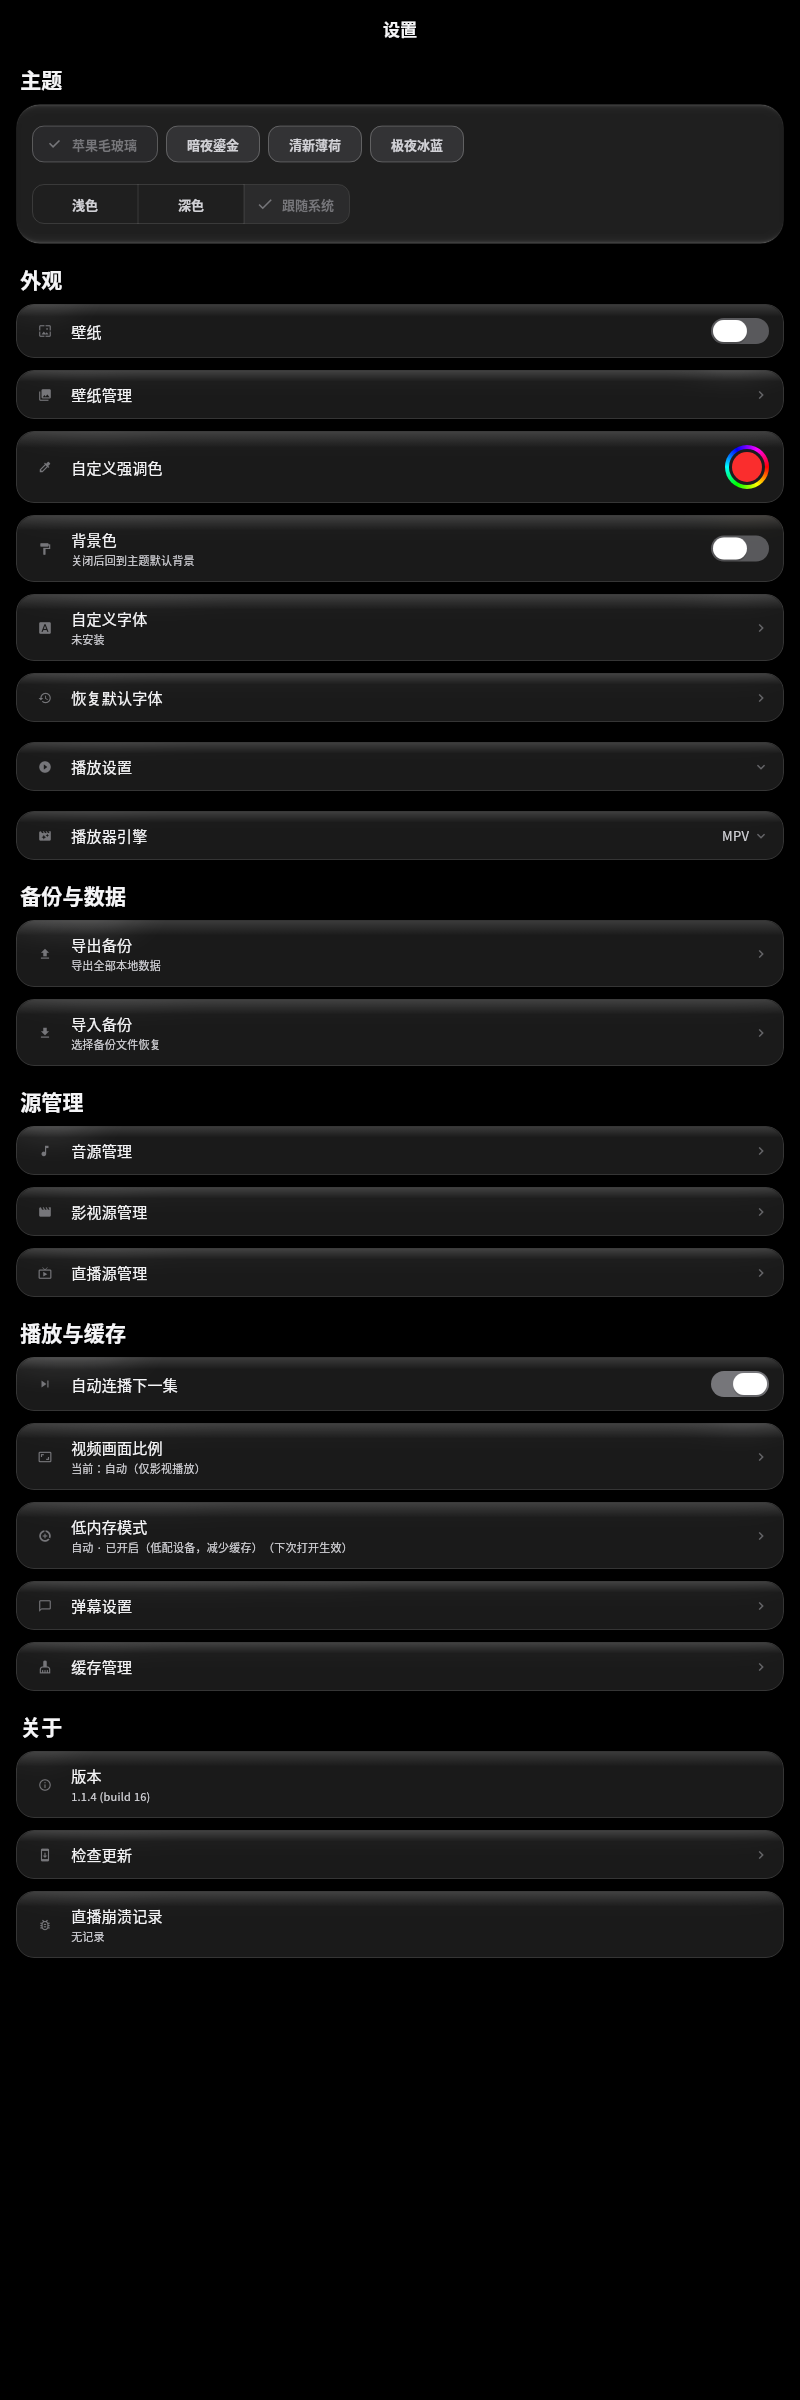 设置
主题
苹果毛玻璃
暗夜鎏金
清新薄荷
极夜冰蓝
浅色
深色
跟随系统
外观
壁纸
壁纸管理
自定义强调色
背景色
关闭后回到主题默认背景
自定义字体
未安装
恢复默认字体
播放设置
播放器引擎
MPV
备份与数据
导出备份
导出全部本地数据
导入备份
选择备份文件恢复
源管理
音源管理
影视源管理
直播源管理
播放与缓存
自动连播下一集
视频画面比例
当前：自动（仅影视播放）
低内存模式
自动 · 已开启（低配设备，减少缓存）（下次打开生效）
弹幕设置
缓存管理
关于
版本
1.1.4 (build 16)
检查更新
直播崩溃记录
无记录